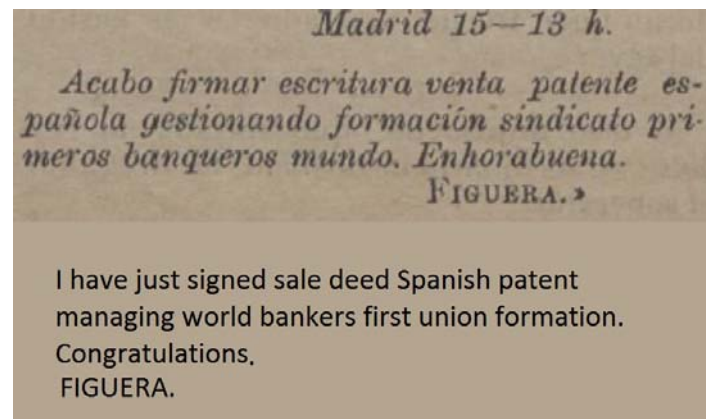 Madrid 15—13 h.
Acabo firmar escritura venta patente es-
pañola gestionando formación sindicato pri-
meros banqueros mundo. Enhorabuena.
FIGUERA.»
I have just signed sale deed Spanish patent
managing world bankers first union formation.
Congratulations.
FIGUERA.